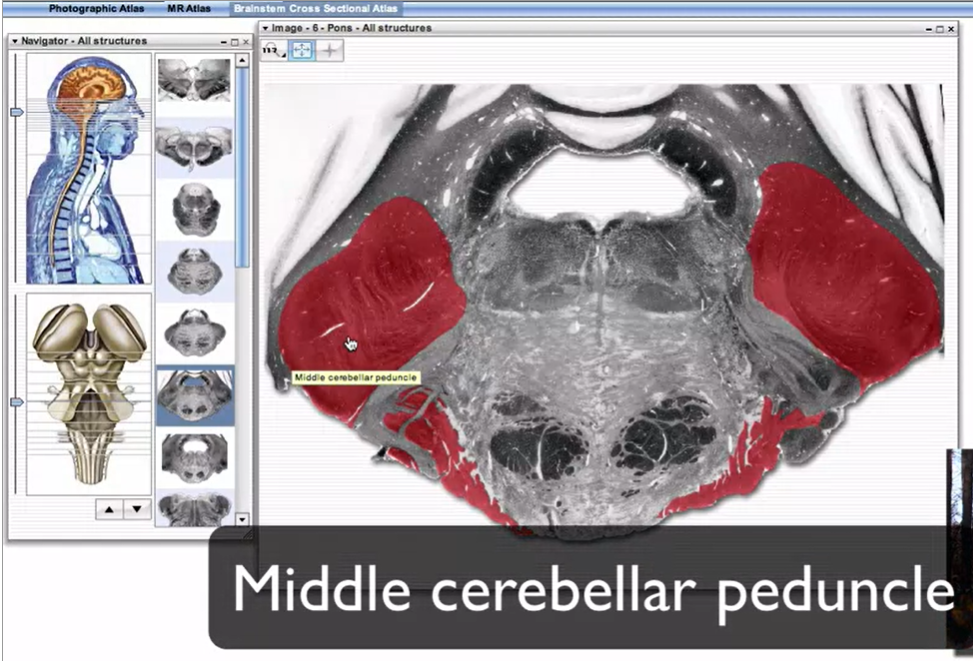 Photographic Atlas MR Atlas Brainstem Cross Sectional Atlas
Image - 6 - Pons - All structures
Navigator - All structures
Middle cerebellar peduncle
Middle cerebellar peduncle